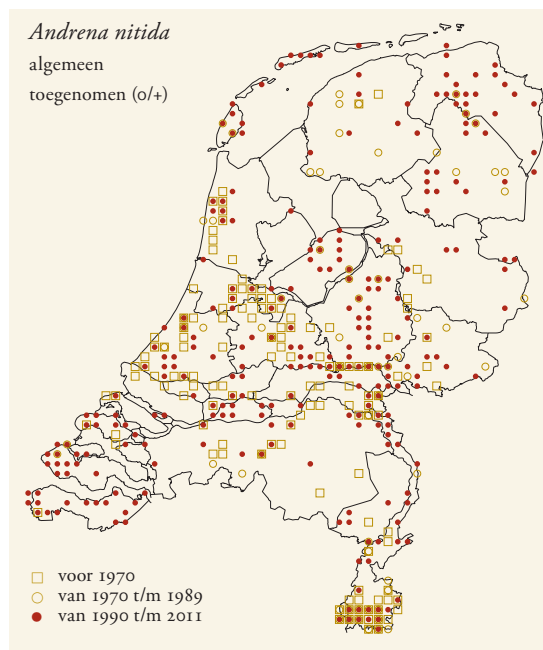 Andrena nitida
algemeen
toegenomen (0/+)
voor 1970
van 1970 t/m 1989
van 1990 t/m 2011